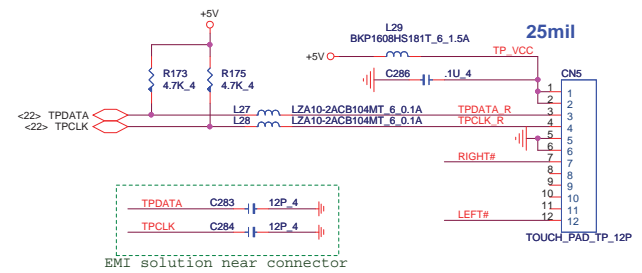 +5V
L29
BKP1608HS181T_6_1.5A
25mil
+5V
TP_VCC
R173
4.7K_4
R175
4.7K_4
C286
.1U_4
CN5
1
1
2
2
<22> TPDATA
L27
LZA10-2ACB104MT_6_0.1A
TPDATA_R
3
3
<22> TPCLK
L28
LZA10-2ACB104MT_6_0.1A
TPCLK_R
4
4
5
5
6
6
RIGHT#
7
7
8
8
9
9
10
10
11
11
LEFT#
12
12
TOUCH_PAD_TP_12P
TPDATA
C283
12P_4
TPCLK
C284
12P_4
EMI solution near connector